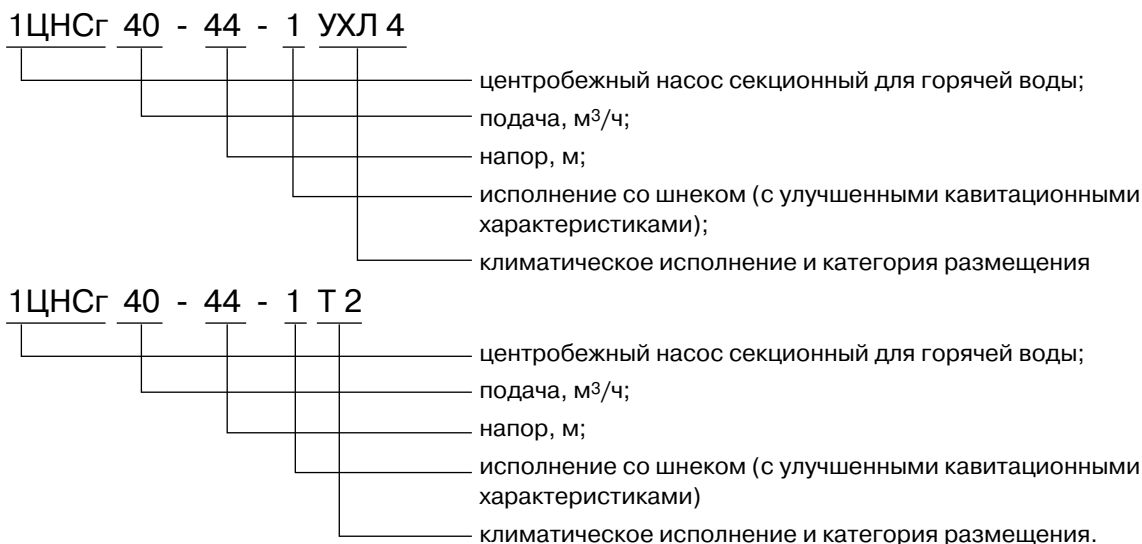 1ЦНСг 40 - 44 - 1 УХЛ 4
центробежный насос секционный для горячей воды;
подача, м³/ч;
напор, м;
исполнение со шнеком (с улучшенными кавитационными
характеристиками);
климатическое исполнение и категория размещения
1ЦНСг 40 - 44 - 1 Т 2
центробежный насос секционный для горячей воды;
подача, м³/ч;
напор, м;
исполнение со шнеком (с улучшенными кавитационными
характеристиками)
климатическое исполнение и категория размещения.